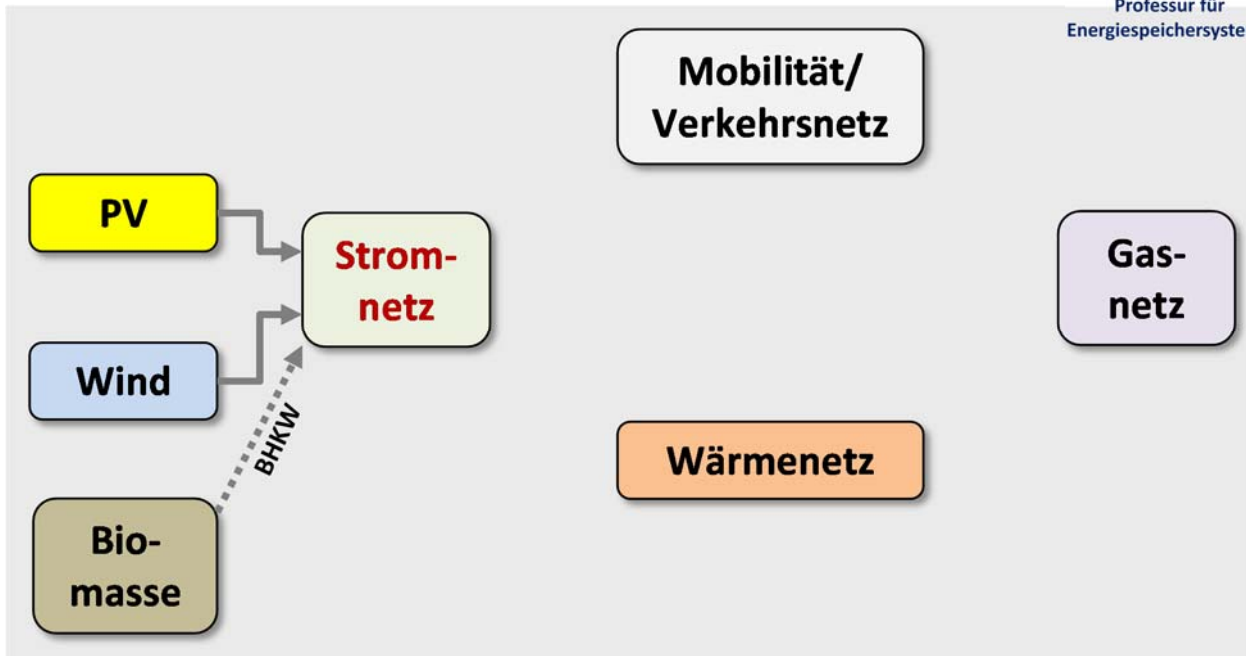 Professur für
Energiespeichersyste
Mobilität/
Verkehrsnetz
PV
Strom-
netz
Gas-
netz
Wind
BHKW
Wärmenetz
Bio-
masse